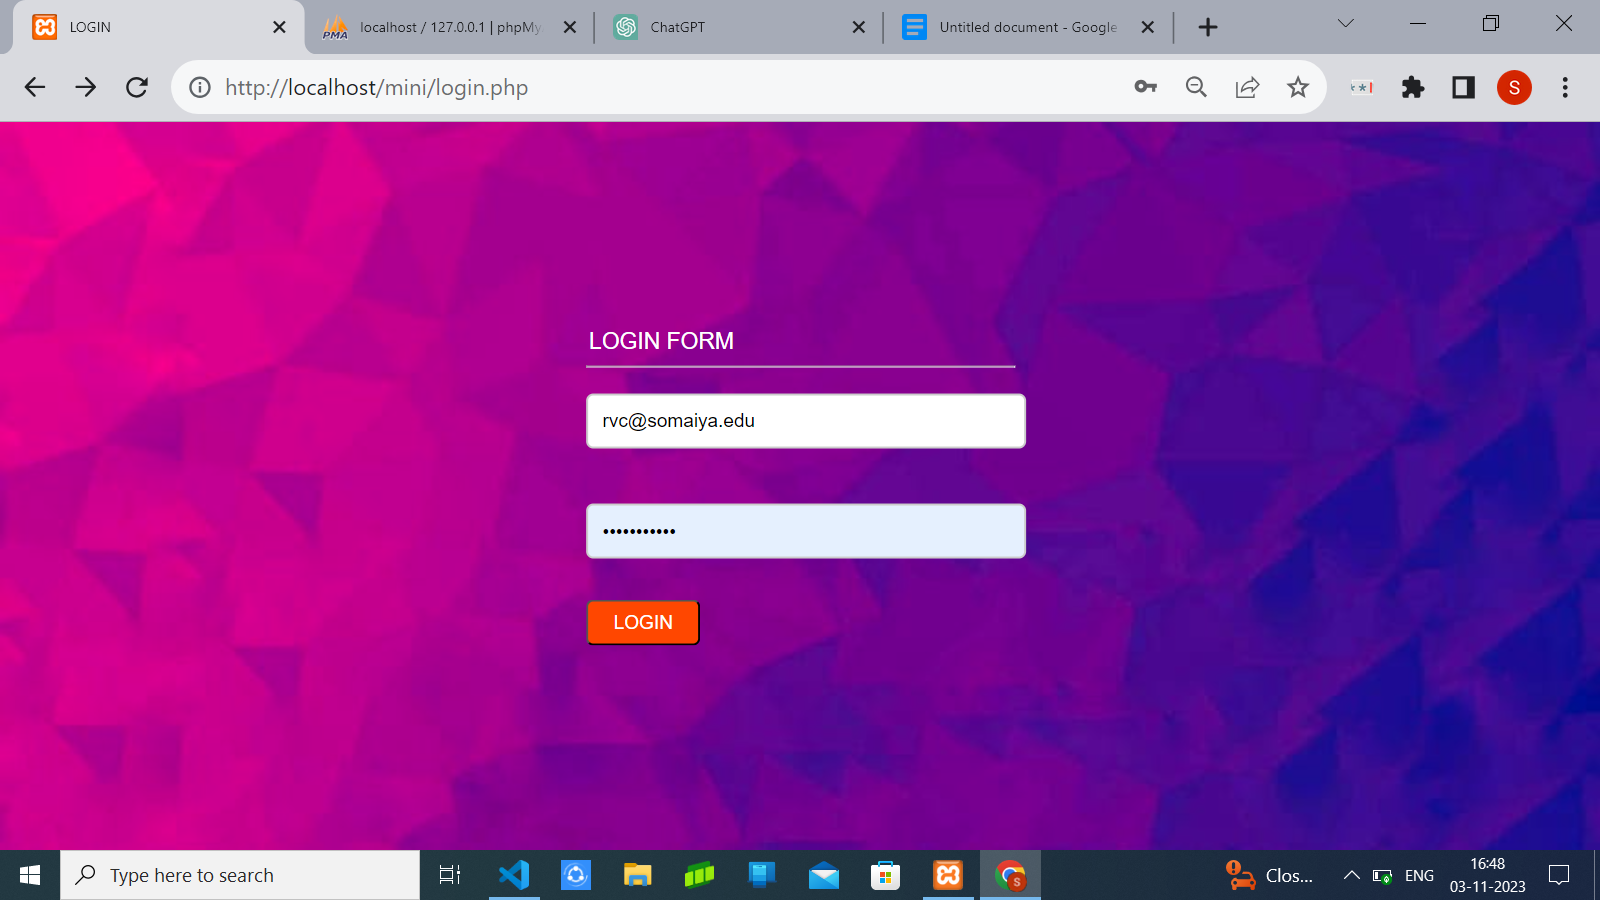 LOGIN
localhost / 127.0.0.1 | phpMy
ChatGPT
Untitled document - Google
http://localhost/mini/login.php
S
LOGIN FORM
rvc@somaiya.edu
•••••••••••
LOGIN
Type here to search
Clos...
ENG
16:48
03-11-2023
PMA
S